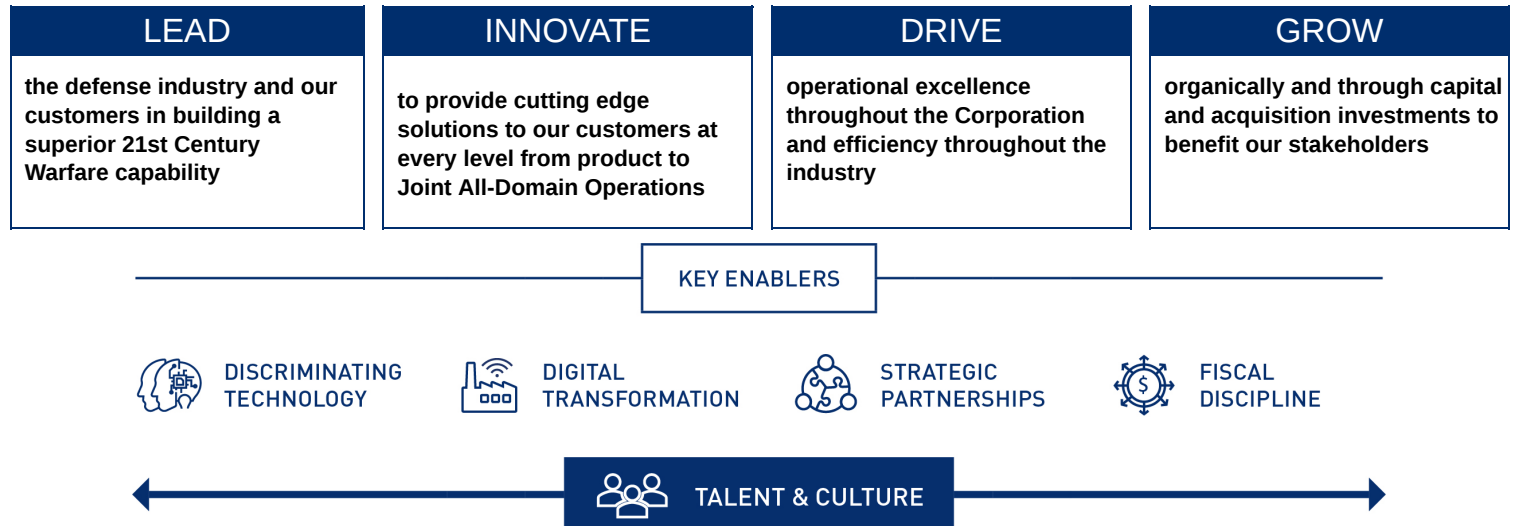 LEAD
the defense industry and our
customers in building a
superior 21st Century
Warfare capability
INNOVATE
to provide cutting edge
solutions to our customers at
every level from product to
Joint All-Domain Operations
DRIVE
operational excellence
throughout the Corporation
and efficiency throughout the
industry
GROW
organically and through capital
and acquisition investments to
benefit our stakeholders
KEY ENABLERS
DISCRIMINATING
TECHNOLOGY
DIGITAL
TRANSFORMATION
STRATEGIC
PARTNERSHIPS
$
FISCAL
DISCIPLINE
TALENT & CULTURE